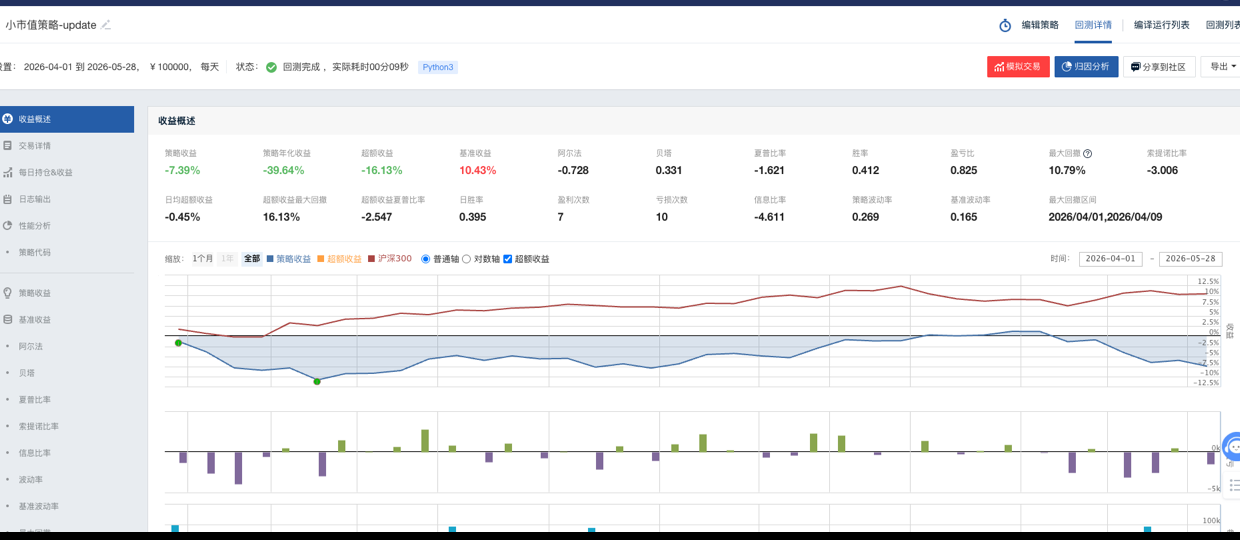 小市值策略-update
编辑策略 回测详情 编译运行列表 回测列表
置： 2026-04-01 到 2026-05-28, ￥100000, 每天 状态： 回测完成， 实际耗时00分09秒 Python3
模拟交易 归因分析 分享到社区 导出
收益概述
交易详情
每日持仓&收益
日志输出
性能分析
策略代码
策略收益
基准收益
阿尔法
贝塔
夏普比率
索提诺比率
信息比率
波动率
基准波动率
最大回撤
收益概述
策略收益 策略年化收益 超额收益 基准收益 阿尔法 贝塔 夏普比率 胜率 盈亏比 最大回撤 索提诺比率
-7.39% -39.64% -16.13% 10.43% -0.728 0.331 -1.621 0.412 0.825 10.79% -3.006
日均超额收益 超额收益最大回撤 超额收益夏普比率 日胜率 盈利次数 亏损次数 信息比率 策略波动率 基准波动率 最大回撤区间
-0.45% 16.13% -2.547 0.395 7 10 -4.611 0.269 0.165 2026/04/01,2026/04/09
缩放： 1个月 1年 全部 策略收益 超额收益 沪深300 普通轴 对数轴 超额收益 时间： 2026-04-01 - 2026-05-28
12.5%
10%
7.5%
5%
2.5%
0%
-2.5%
-5%
-7.5%
-10%
-12.5%
收益
0k
-5k
100k